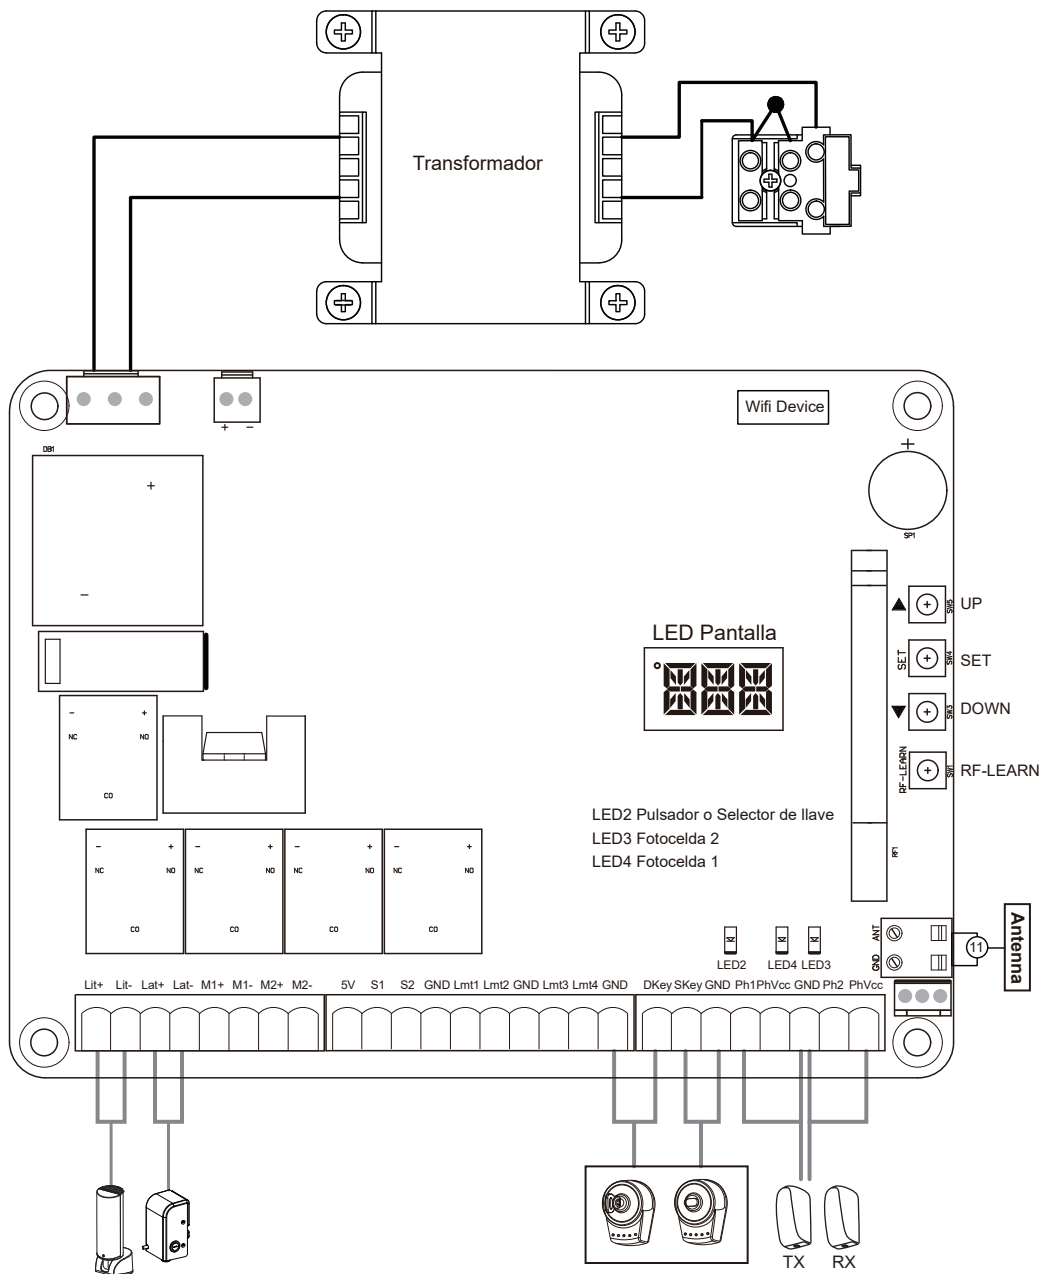 Transformador
+ -
Wifi Device
DB1
+
-
+
SP1
▲ SW5 UP
SET SW4 SET
▼ SW3 DOWN
RF-LEARN SW1 RF-LEARN
LED Pantalla
- +
NC NO
CO
LED2 Pulsador o Selector de llave
LED3 Fotocelda 2
LED4 Fotocelda 1
RF1
- + - + - + - +
NC NO NC NO NC NO NC NO
CO CO CO CO
ANT
GND
11
Antenna
LED2 LED4 LED3
Lit+ Lit- Lat+ Lat- M1+ M1- M2+ M2- 5V S1 S2 GND Lmt1 Lmt2 GND Lmt3 Lmt4 GND DKey SKey GND Ph1 PhVcc GND Ph2 PhVcc
TX RX